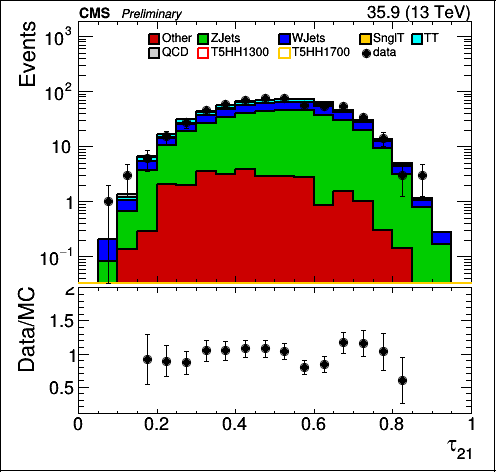 CMS Preliminary 35.9 (13 TeV)
Events
Other ZJets WJets SnglT TT
QCD T5HH1300 T5HH1700 data
10³
10²
10
1
10⁻¹
Data/MC
2
1.5
1
0.5
0 0.2 0.4 0.6 0.8 1
τ₂₁